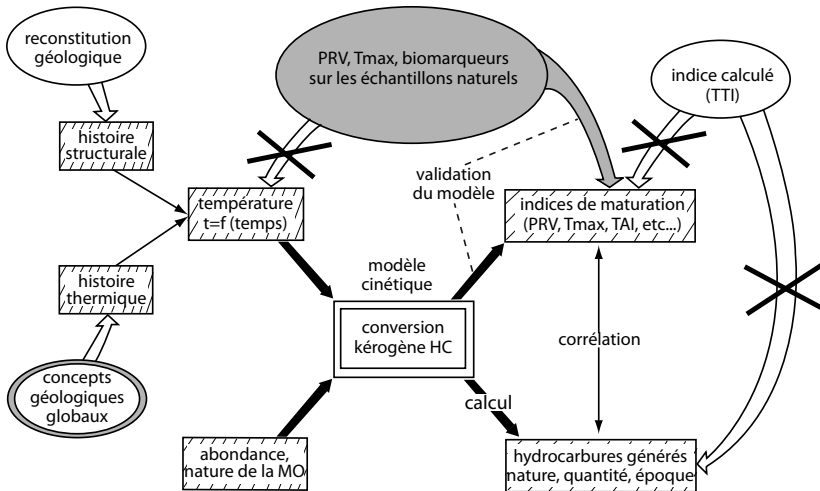 reconstitution
géologique
PRV, Tmax, biomarqueurs
sur les échantillons naturels
indice calculé
(TTI)
histoire
structurale
validation
du modèle
température
t=f (temps)
indices de maturation
(PRV, Tmax, TAI, etc...)
histoire
thermique
modèle
cinétique
conversion
kérogène HC
corrélation
concepts
géologiques
globaux
calcul
abondance,
nature de la MO
hydrocarbures générés
nature, quantité, époque